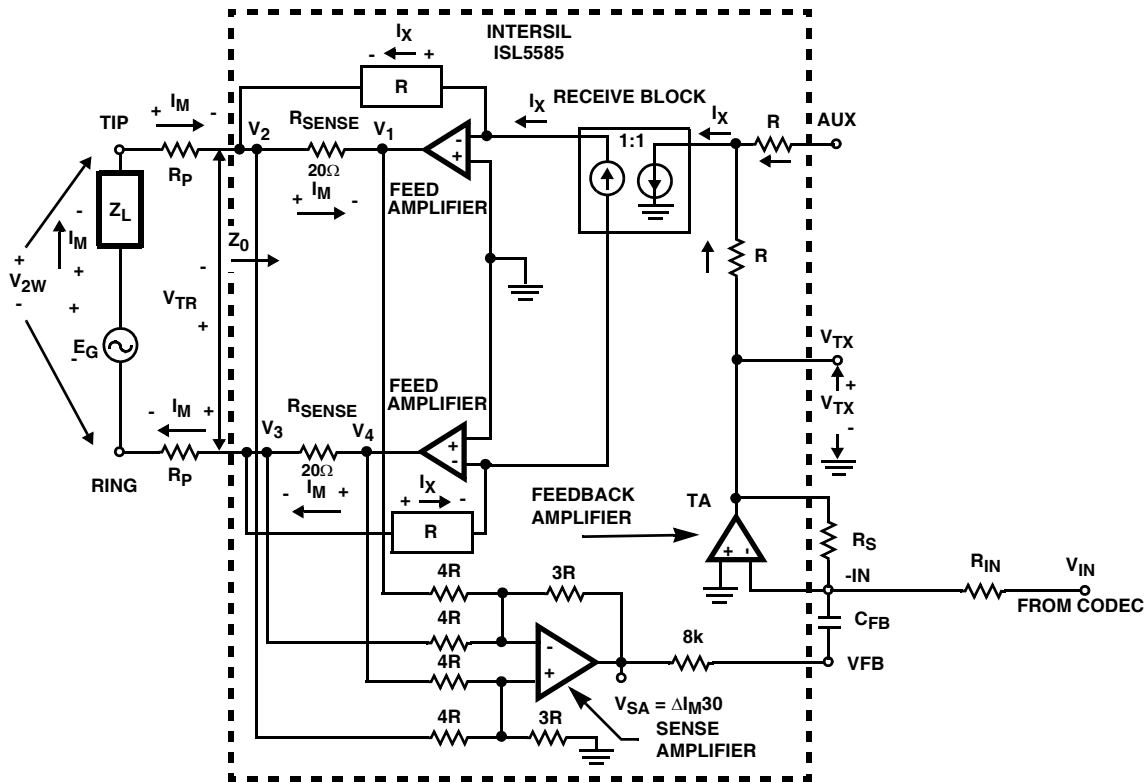 INTERSIL
ISL5585
- IX +
R
RECEIVE BLOCK
IX
IX
R
AUX
1:1
+ IM -
TIP
V2
RSENSE
V1
-
+
RP
20Ω
+ IM -
FEED
AMPLIFIER
ZL
-
IM
+
+
V2W
-
+
+
Z0
-
VTR
+
R
EG
-
VTX
+
VTX
-
FEED
AMPLIFIER
- IM +
V3
RSENSE
V4
+
-
RP
20Ω
- IM +
RING
+ IX -
R
FEEDBACK
AMPLIFIER
TA
+ -
RS
-IN
RIN
VIN
FROM CODEC
CFB
VFB
4R
3R
4R
4R
4R
3R
-
+
8k
VSA = ΔIM30
SENSE
AMPLIFIER